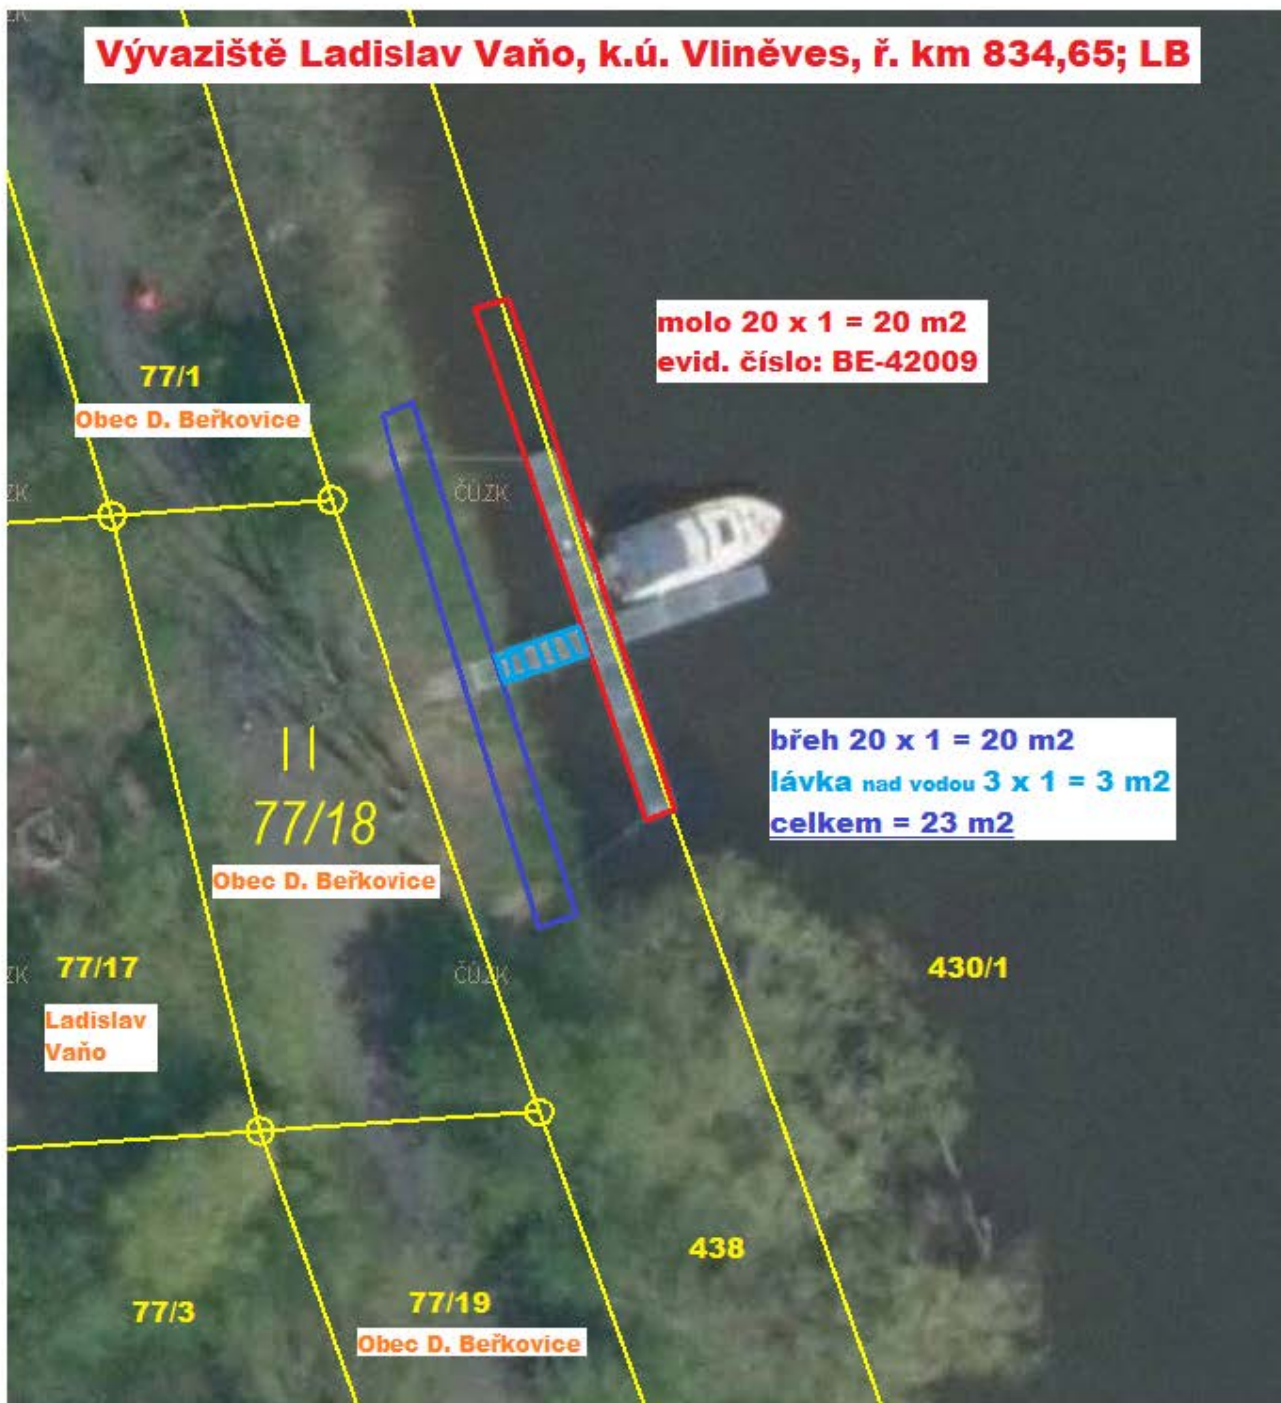 Vývaziště Ladislav Vaňo, k.ú. Vliněves, ř. km 834,65; LB
molo 20 x 1 = 20 m2
evid. číslo: BE-42009
77/1
Obec D. Beřkovice
ZK
ČÚZK
břeh 20 x 1 = 20 m2
lávka nad vodou 3 x 1 = 3 m2
celkem = 23 m2
77/18
Obec D. Beřkovice
77/17
ZK
ČÚZK
430/1
Ladislav
Vaňo
438
77/3
77/19
Obec D. Beřkovice